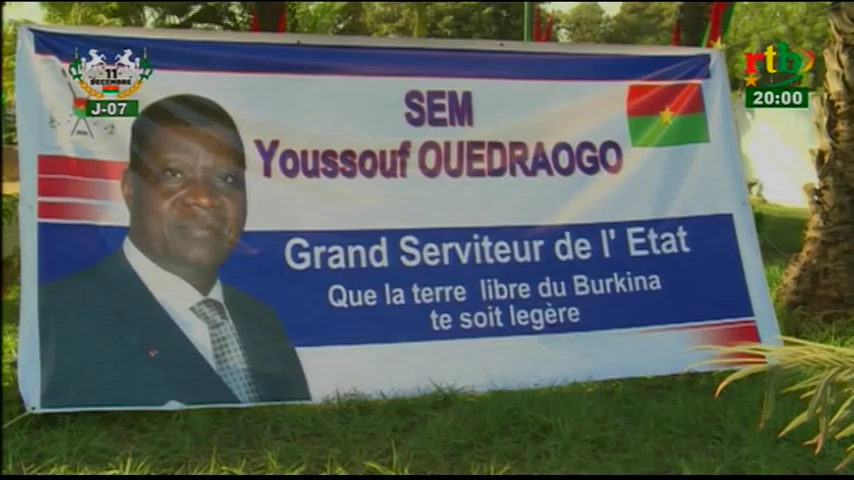 11
DECEMBRE
J-07
rtb
20:00
SEM
Youssouf OUEDRAOGO
Grand Serviteur de l' Etat
Que la terre libre du Burkina
te soit legère